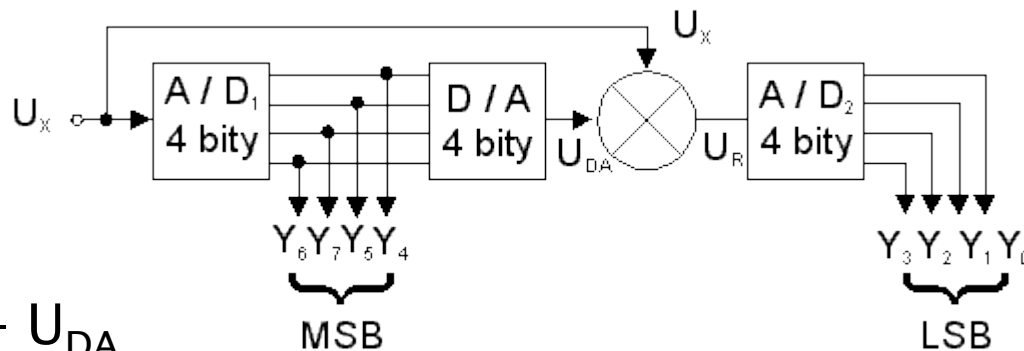 U_X
U_X
A / D₁
4 bity
D / A
4 bity
U_DA
U_R
A / D₂
4 bity
Y₆ Y₇ Y₅ Y₄
Y₃ Y₂ Y₁
MSB
LSB
U_DA